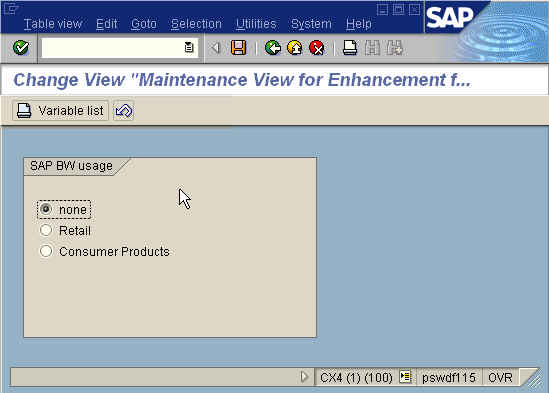 Table view Edit Goto Selection Utilities System Help
SAP
Change View "Maintenance View for Enhancement f...
Variable list
SAP BW usage
none
Retail
Consumer Products
CX4 (1) (100) pswdf115 OVR